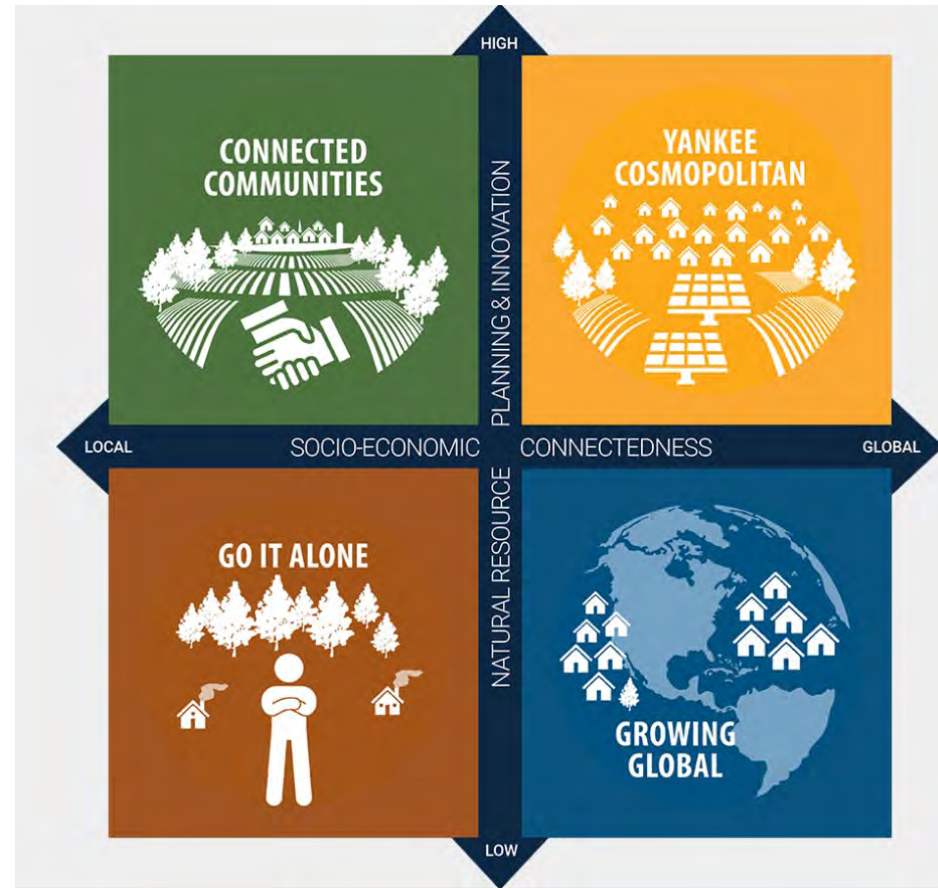 HIGH
CONNECTED
COMMUNITIES
YANKEE
COSMOPOLITAN
PLANNING & INNOVATION
LOCAL
SOCIO-ECONOMIC CONNECTEDNESS
GLOBAL
NATURAL RESOURCE
GO IT ALONE
GROWING
GLOBAL
LOW